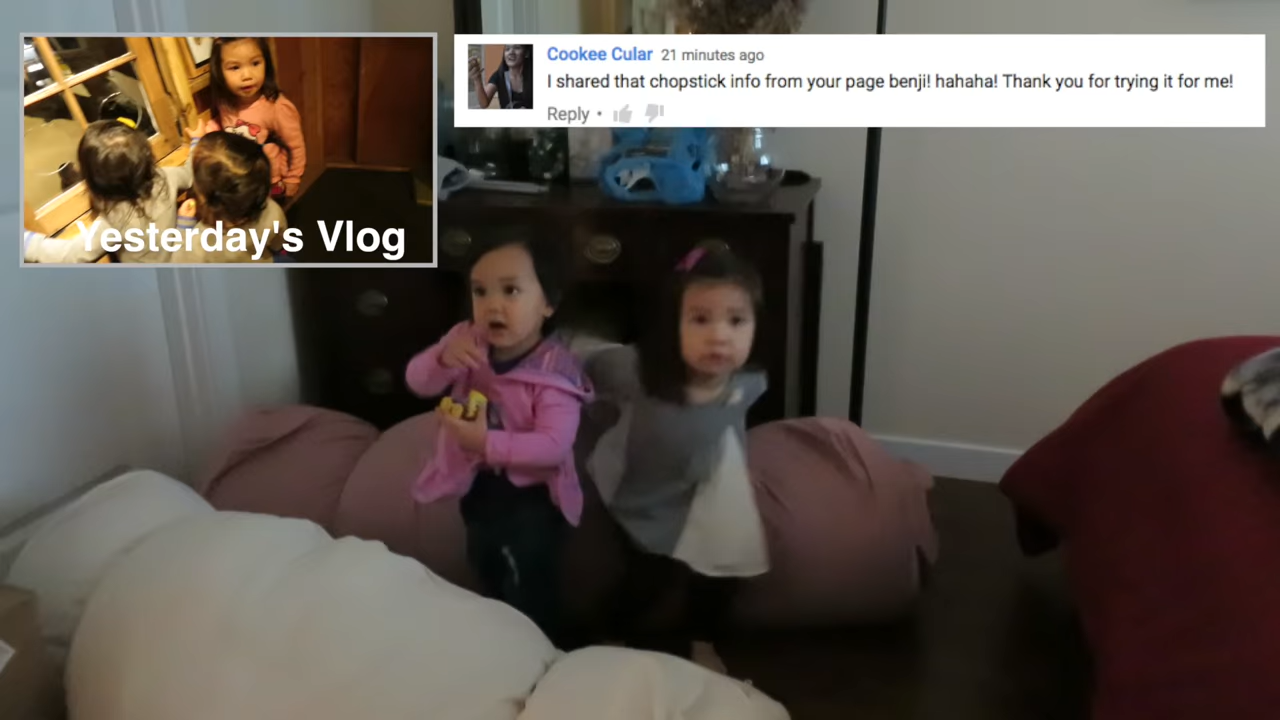 Yesterday's Vlog
Cookee Cular 21 minutes ago
I shared that chopstick info from your page benji! hahaha! Thank you for trying it for me!
Reply •